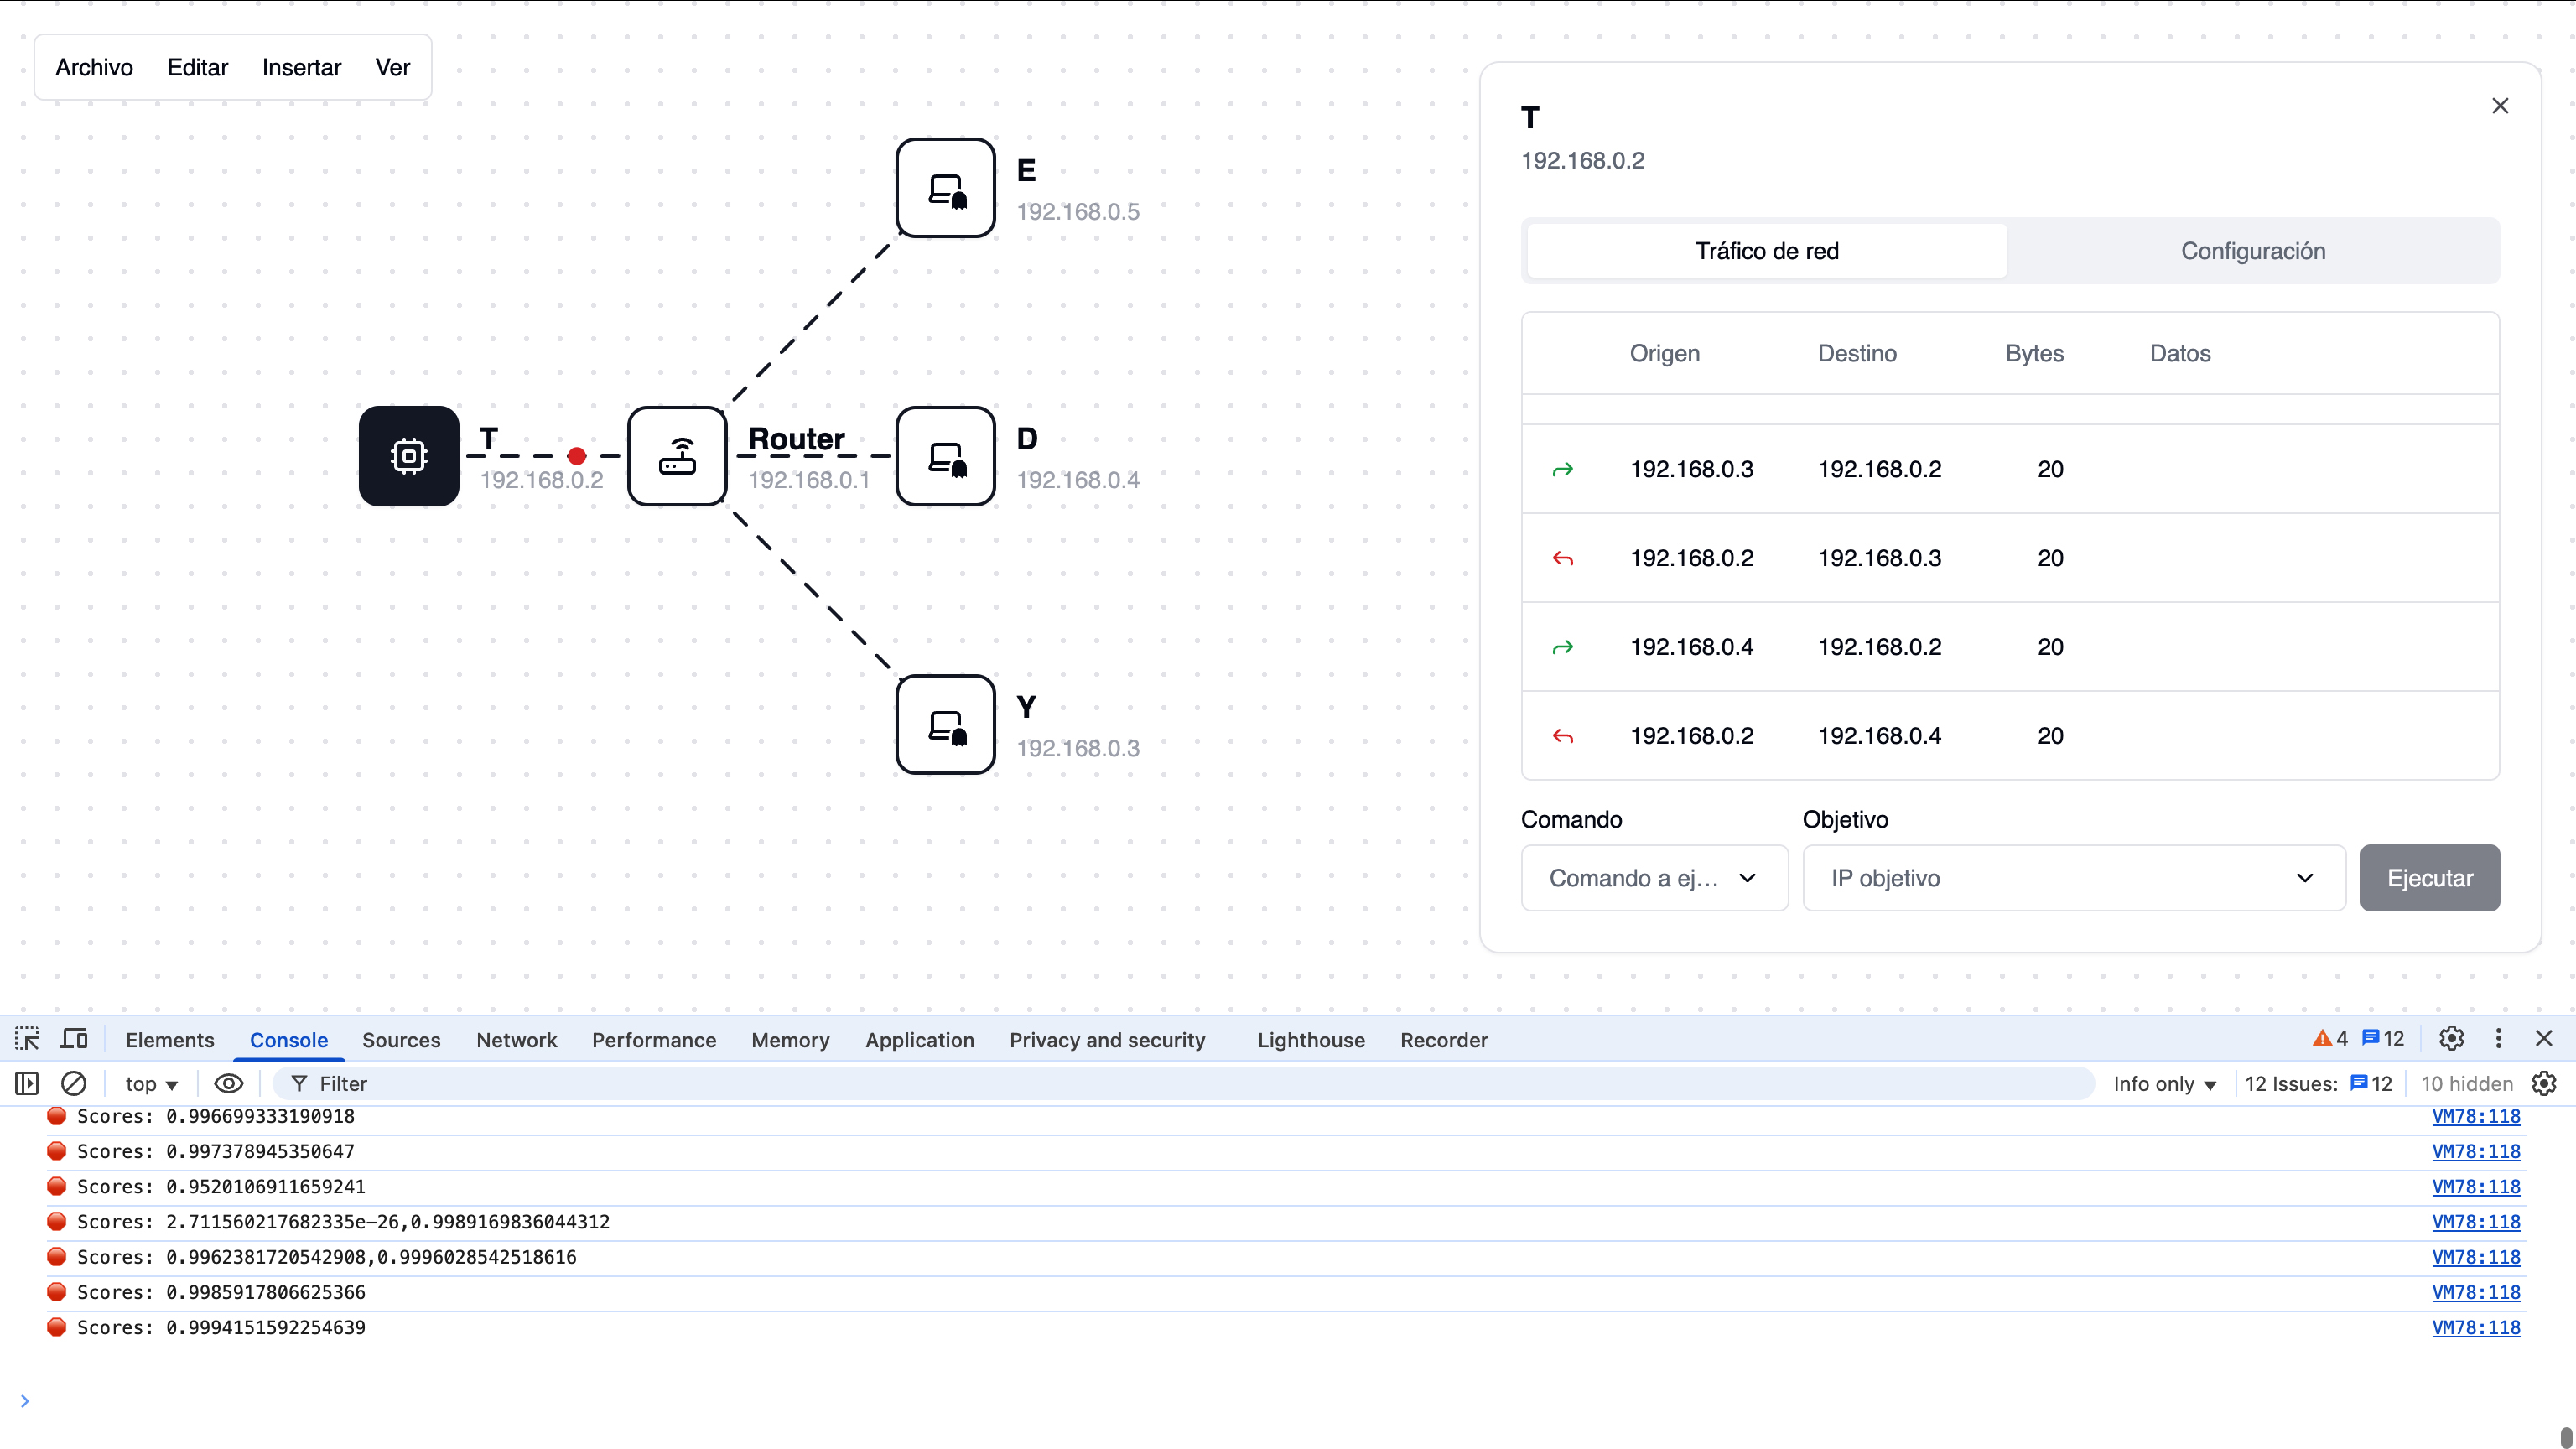 Archivo Editar Insertar Ver
E
192.168.0.5
T
192.168.0.2
Router
192.168.0.1
D
192.168.0.4
Y
192.168.0.3
T
192.168.0.2
Tráfico de red Configuración
Origen Destino Bytes Datos
192.168.0.3 192.168.0.2 20
192.168.0.2 192.168.0.3 20
192.168.0.4 192.168.0.2 20
192.168.0.2 192.168.0.4 20
Comando Objetivo
Comando a ej... IP objetivo Ejecutar
Elements Console Sources Network Performance Memory Application Privacy and security Lighthouse Recorder 4 12
top Filter Info only 12 Issues: 12 10 hidden
Scores: 0.996699333190918 VM78:118
Scores: 0.997378945350647 VM78:118
Scores: 0.9520106911659241 VM78:118
Scores: 2.711560217682335e-26,0.9989169836044312 VM78:118
Scores: 0.9962381720542908,0.9996028542518616 VM78:118
Scores: 0.9985917806625366 VM78:118
Scores: 0.9994151592254639 VM78:118